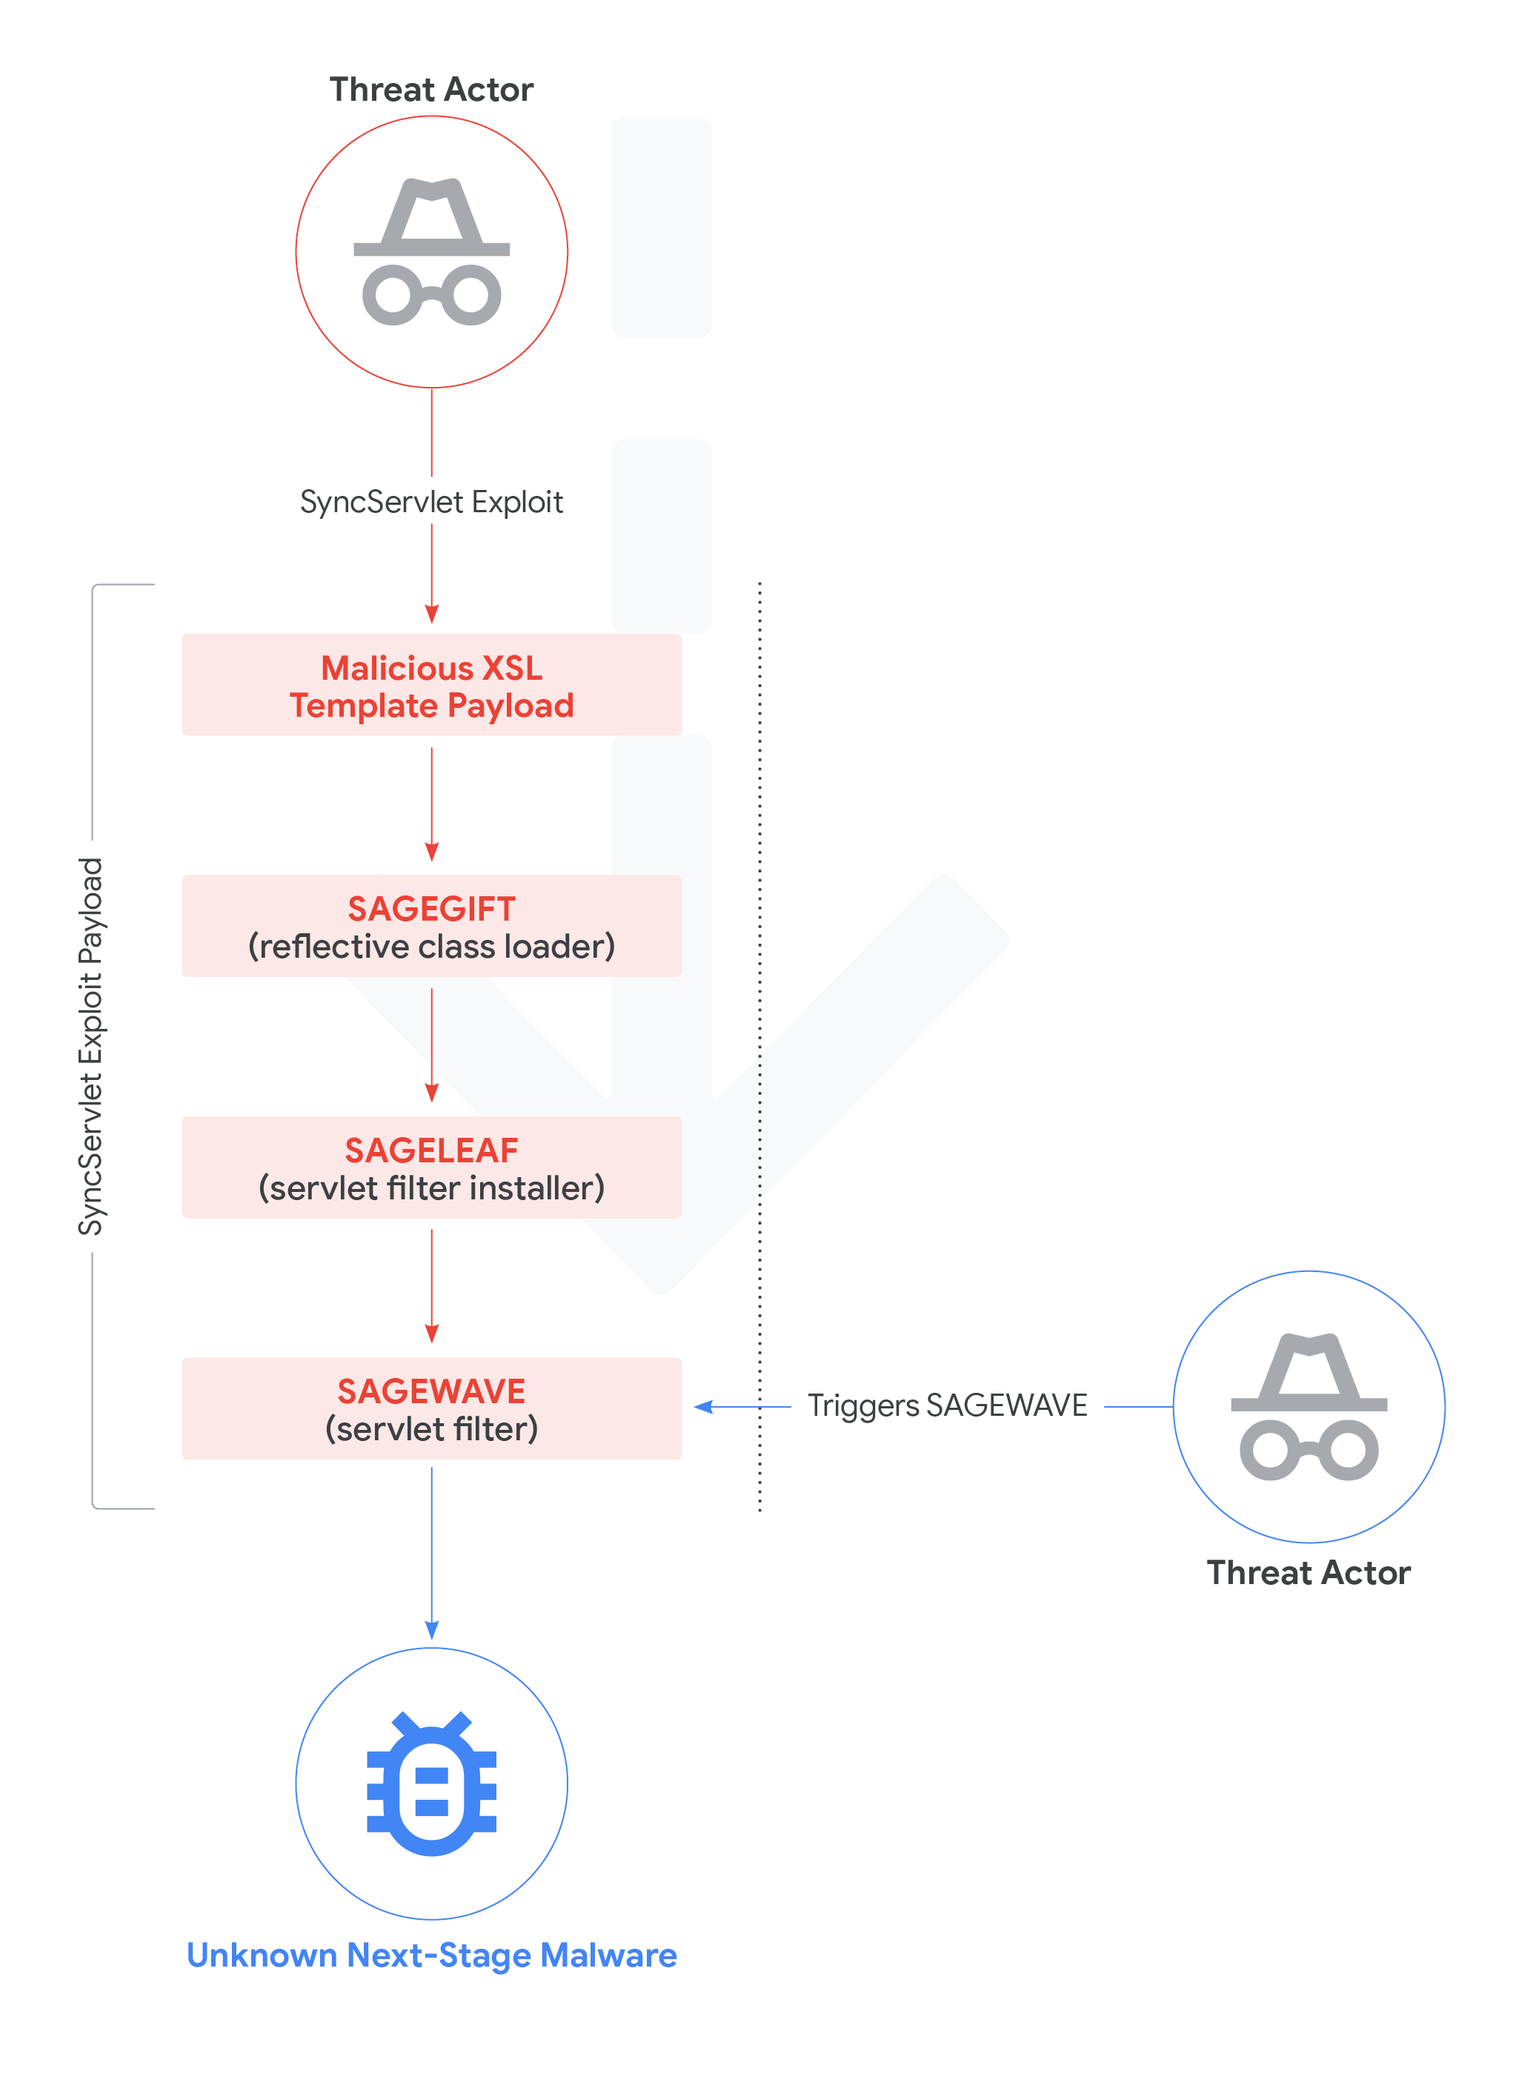 Threat Actor
SyncServlet Exploit
SyncServlet Exploit Payload
Malicious XSL
Template Payload
SAGEGIFT
(reflective class loader)
SAGELEAF
(servlet filter installer)
SAGEWAVE
(servlet filter)
Triggers SAGEWAVE
Threat Actor
Unknown Next-Stage Malware